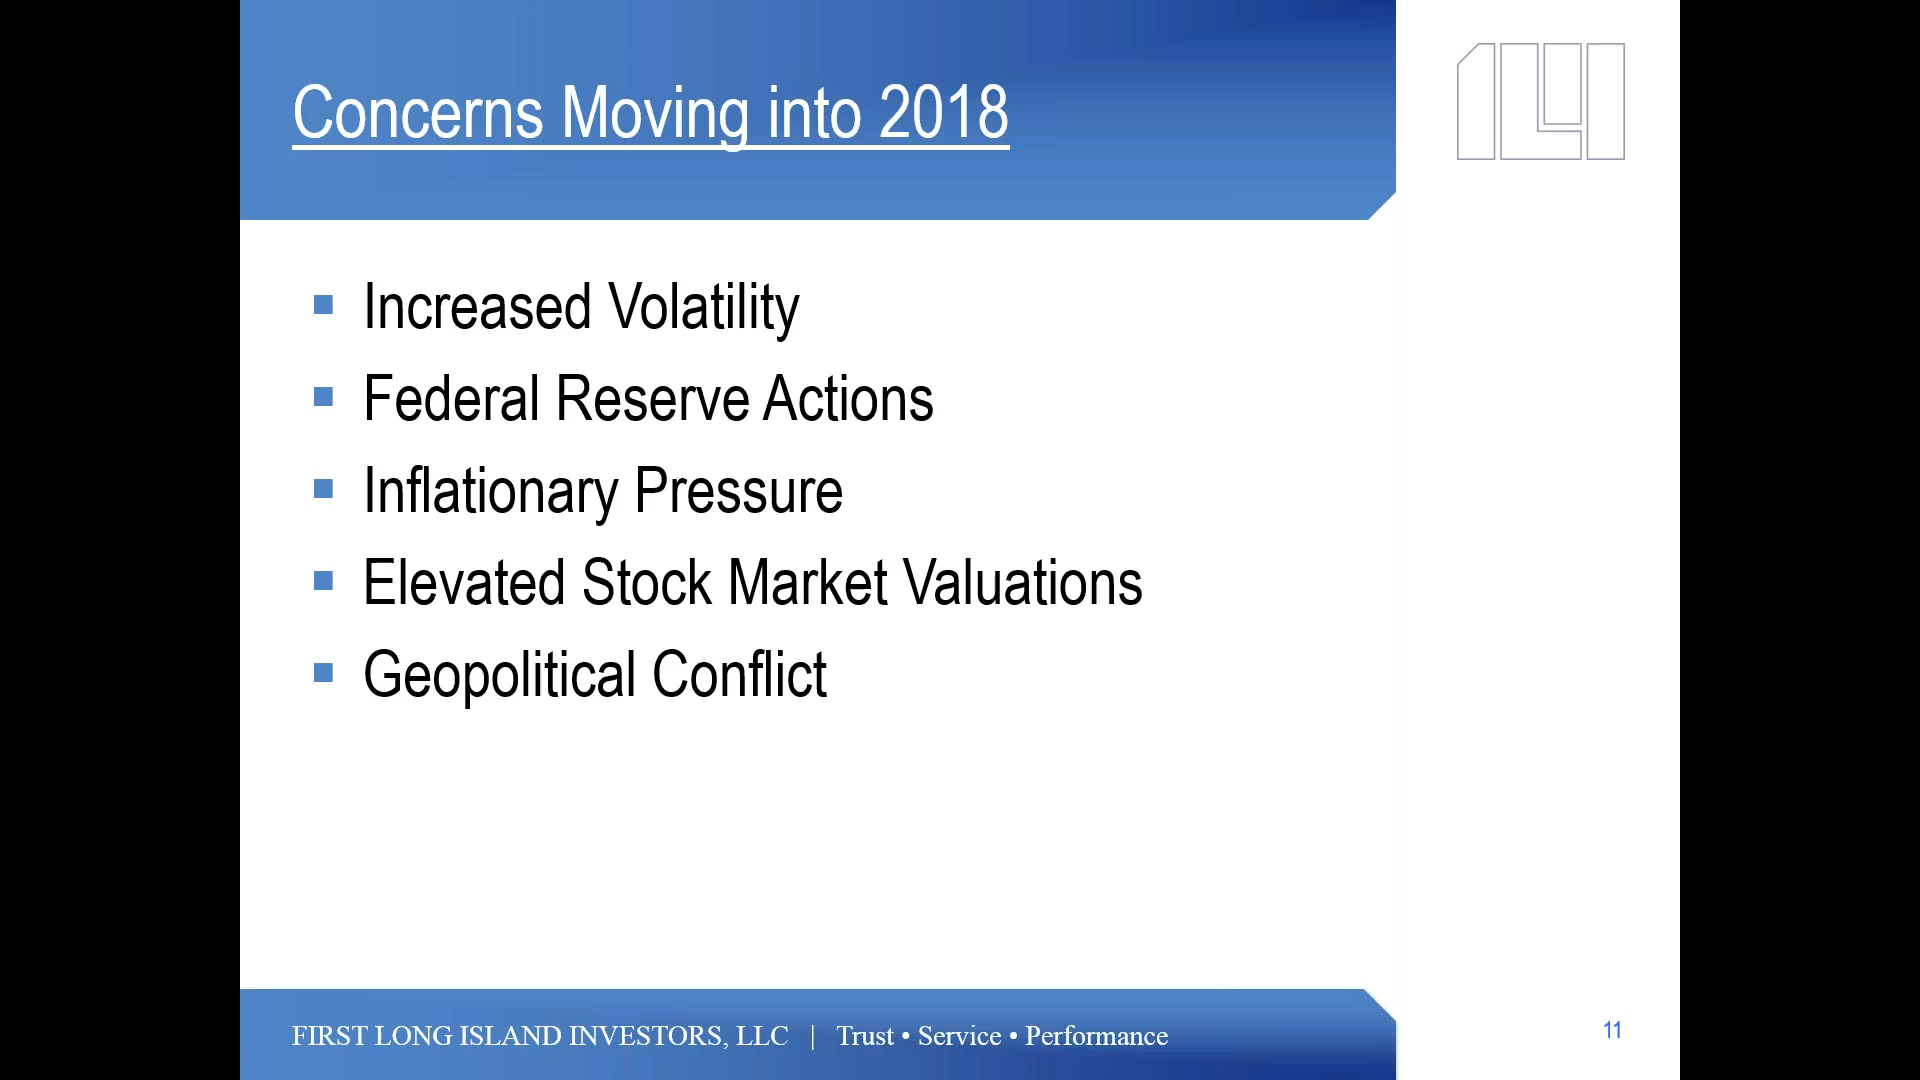 Concerns Moving into 2018
Increased Volatility
Federal Reserve Actions
Inflationary Pressure
Elevated Stock Market Valuations
Geopolitical Conflict
FIRST LONG ISLAND INVESTORS, LLC | Trust • Service • Performance
11